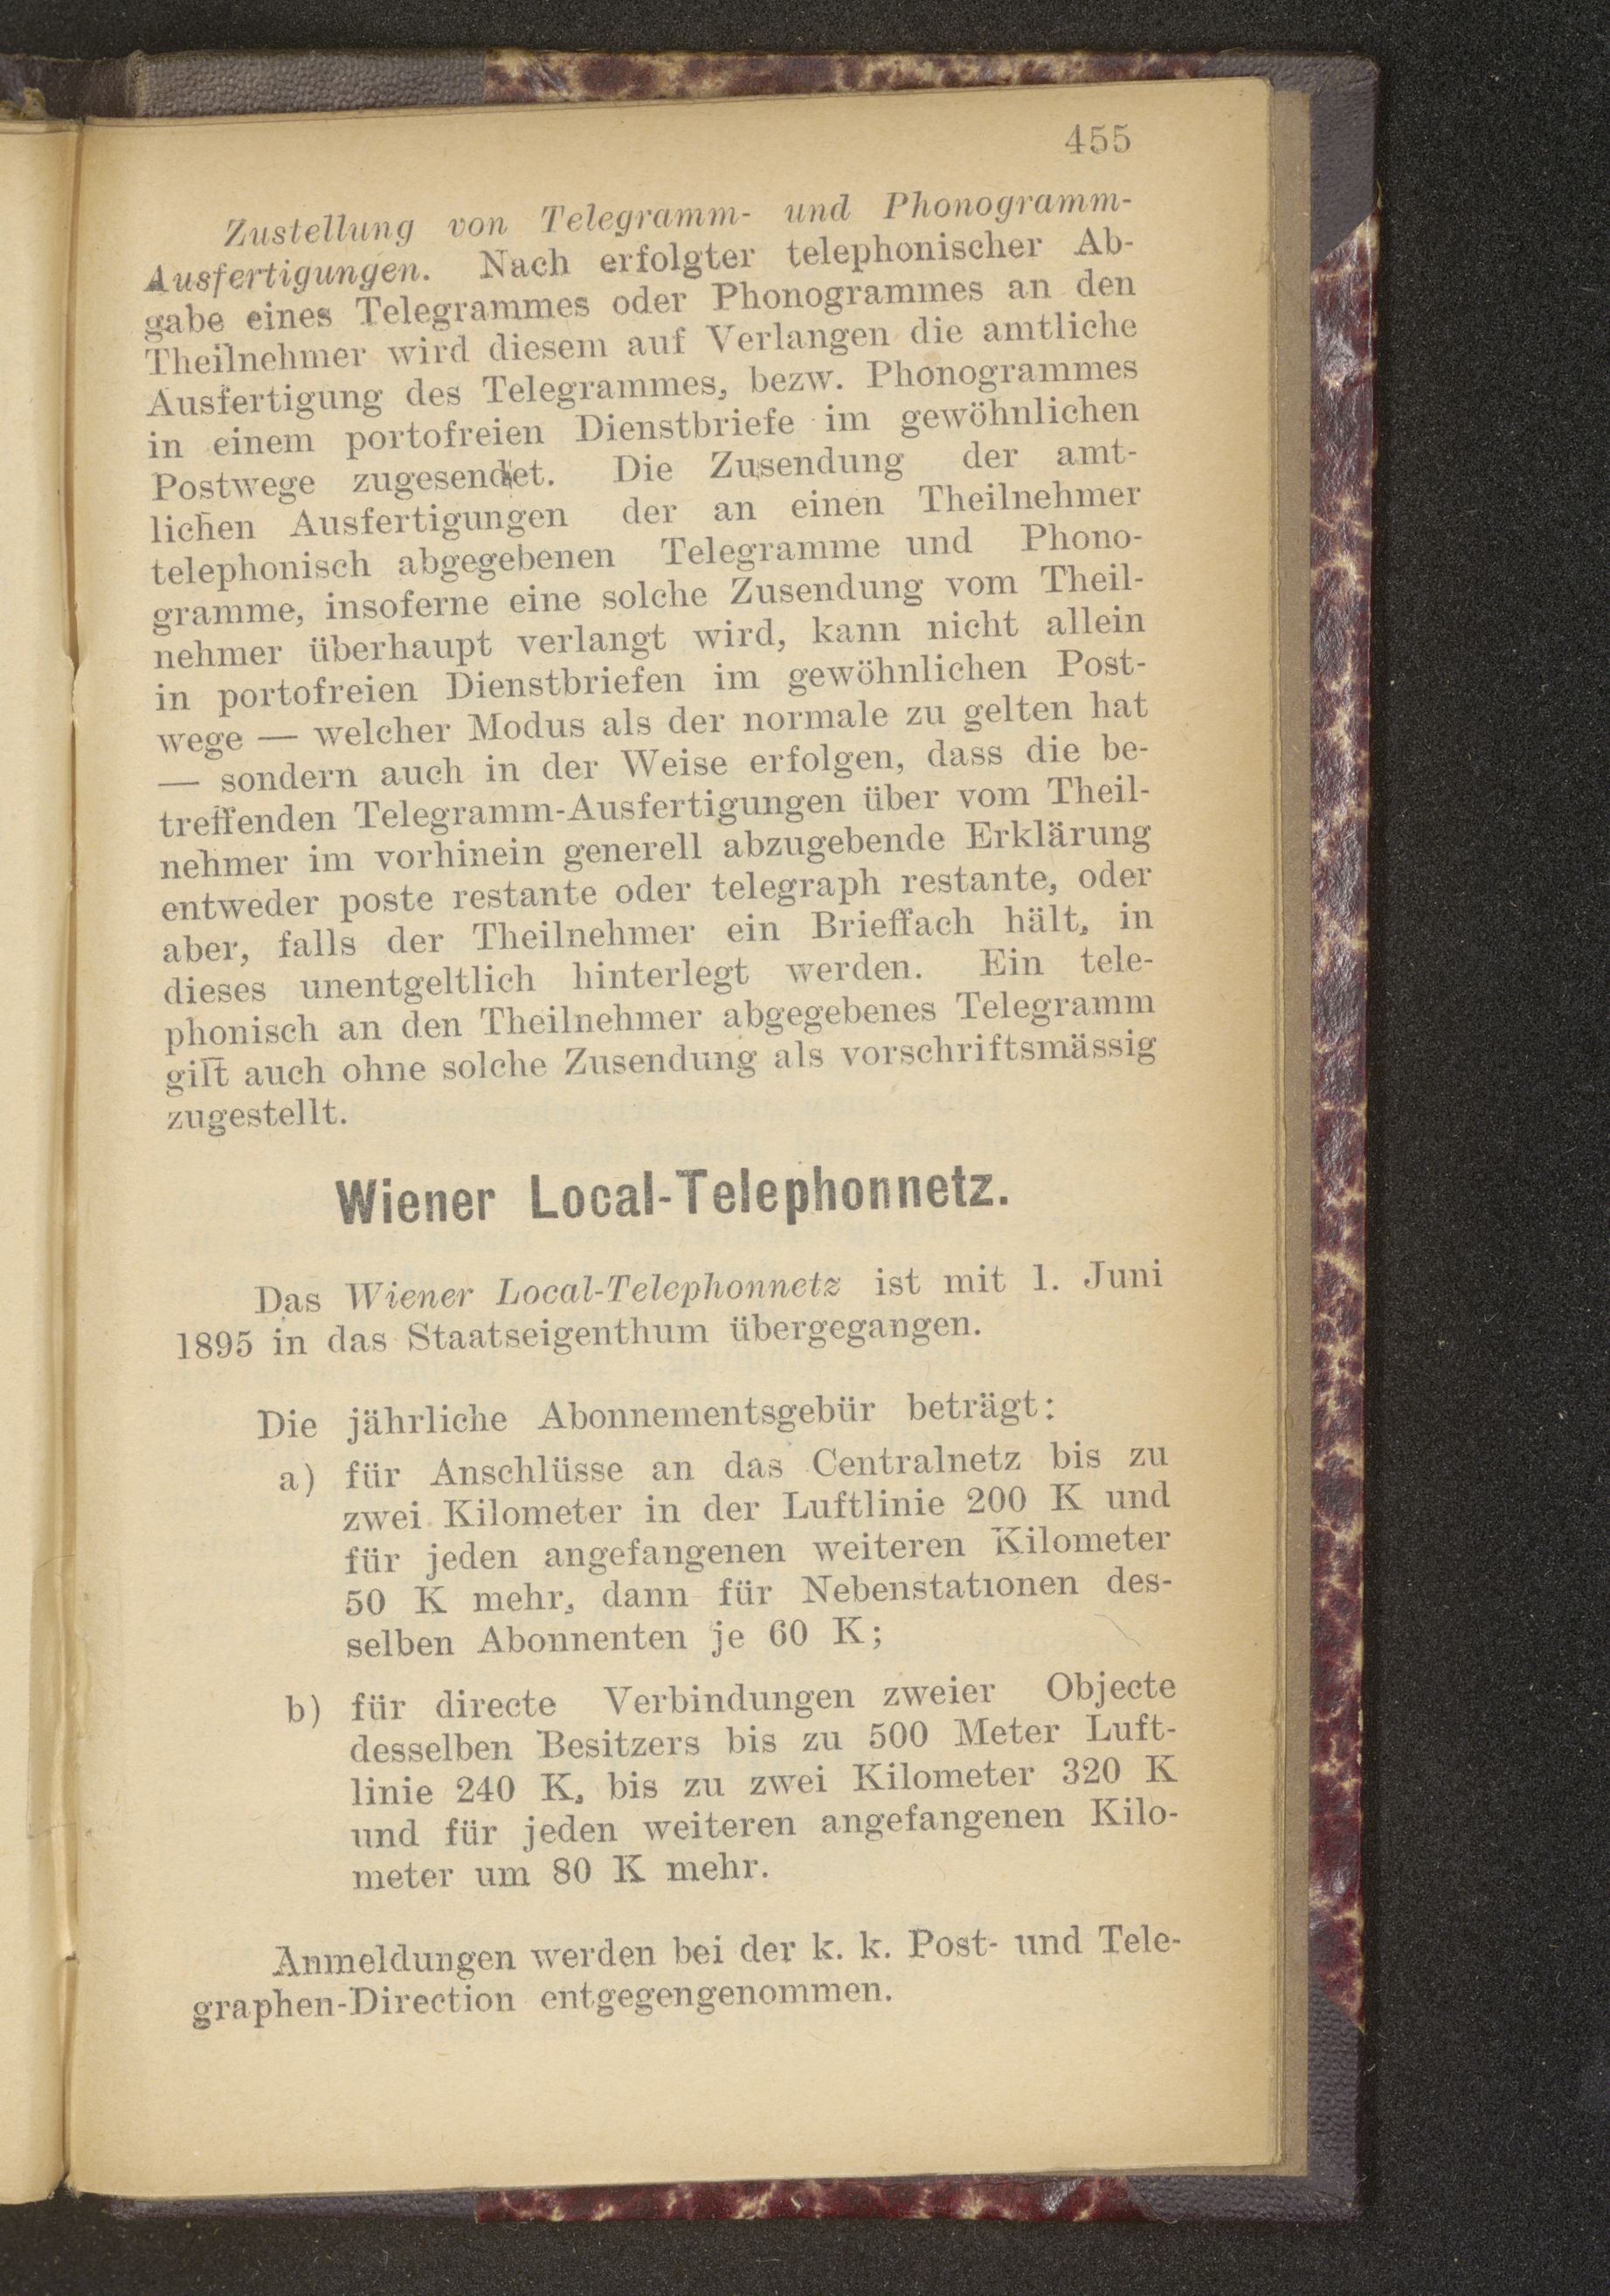 455
Zustellung von Telegramm- und Phonogramm-
Ausfertigungen. Nach erfolgter telephonischer Ab-
gabe eines Telegrammes oder Phonogrammes an den
Theilnehmer wird diesem auf Verlangen die amtliche
Ausfertigung des Telegrammes, bezw. Phonogrammes
in einem portofreien Dienstbriefe im gewöhnlichen
Postwege zugesendet. Die Zusendung der amt-
lichen Ausfertigungen der an einen Theilnehmer
telephonisch abgegebenen Telegramme und Phono-
gramme, insoferne eine solche Zusendung vom Theil-
nehmer überhaupt verlangt wird, kann nicht allein
in portofreien Dienstbriefen im gewöhnlichen Post-
wege — welcher Modus als der normale zu gelten hat
— sondern auch in der Weise erfolgen, dass die be-
treffenden Telegramm-Ausfertigungen über vom Theil-
nehmer im vorhinein generell abzugebende Erklärung
entweder poste restante oder telegraph restante, oder
aber, falls der Theilnehmer ein Brieffach hält, in
dieses unentgeltlich hinterlegt werden. Ein tele-
phonisch an den Theilnehmer abgegebenes Telegramm
gilt auch ohne solche Zusendung als vorschriftsmässig
zugestellt.
Wiener Local-Telephonnetz.
Das Wiener Local-Telephonnetz ist mit 1. Juni
1895 in das Staatseigenthum übergegangen.
Die jährliche Abonnementsgebür beträgt:
a) für Anschlüsse an das Centralnetz bis zu
zwei Kilometer in der Luftlinie 200 K und
für jeden angefangenen weiteren Kilometer
50 K mehr, dann für Nebenstationen des-
selben Abonnenten je 60 K;
b) für directe Verbindungen zweier Objecte
desselben Besitzers bis zu 500 Meter Luft-
linie 240 K, bis zu zwei Kilometer 320 K
und für jeden weiteren angefangenen Kilo-
meter um 80 K mehr.
Anmeldungen werden bei der k. k. Post- und Tele-
graphen-Direction entgegengenommen.